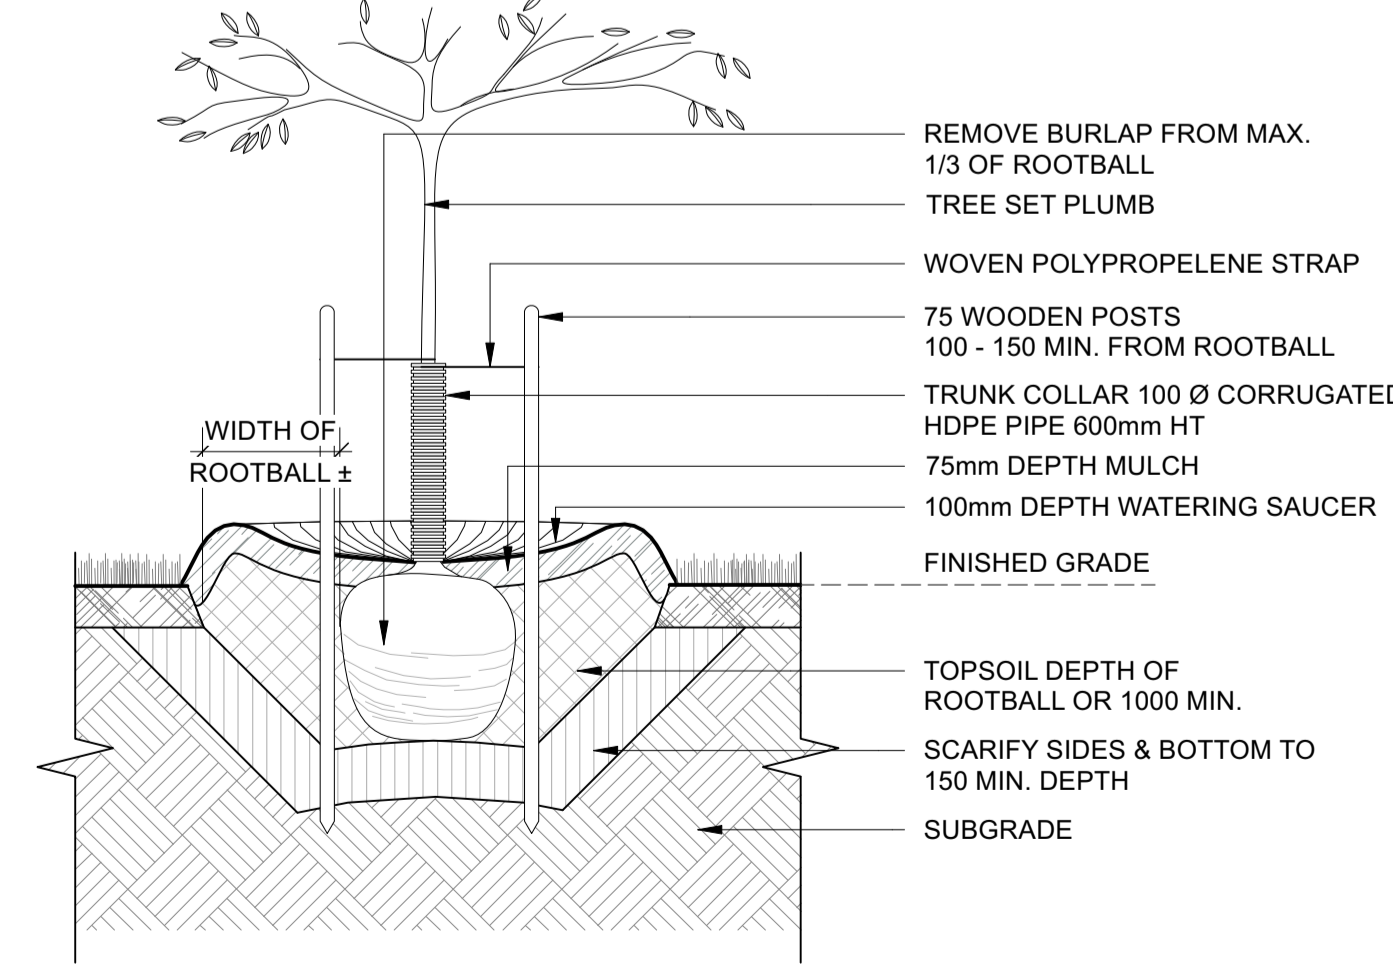 REMOVE BURLAP FROM MAX.
1/3 OF ROOTBALL
TREE SET PLUMB
WOVEN POLYPROPELENE STRAP
75 WOODEN POSTS
100 - 150 MIN. FROM ROOTBALL
TRUNK COLLAR 100 Ø CORRUGATED
HDPE PIPE 600mm HT
WIDTH OF
ROOTBALL ±
75mm DEPTH MULCH
100mm DEPTH WATERING SAUCER
FINISHED GRADE
TOPSOIL DEPTH OF
ROOTBALL OR 1000 MIN.
SCARIFY SIDES & BOTTOM TO
150 MIN. DEPTH
SUBGRADE